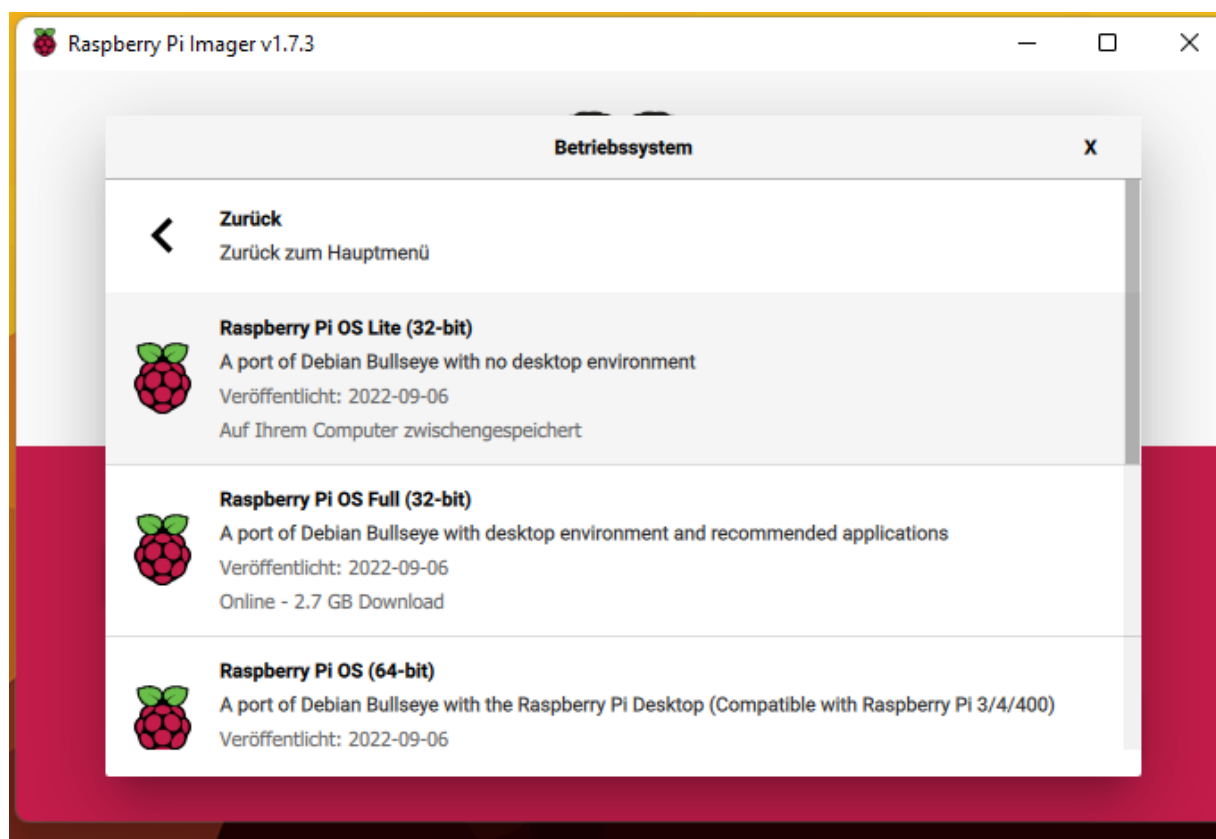 Raspberry Pi Imager v1.7.3
Betriebssystem
X
Zurück
Zurück zum Hauptmenü
Raspberry Pi OS Lite (32-bit)
A port of Debian Bullseye with no desktop environment
Veröffentlicht: 2022-09-06
Auf Ihrem Computer zwischengespeichert
Raspberry Pi OS Full (32-bit)
A port of Debian Bullseye with desktop environment and recommended applications
Veröffentlicht: 2022-09-06
Online - 2.7 GB Download
Raspberry Pi OS (64-bit)
A port of Debian Bullseye with the Raspberry Pi Desktop (Compatible with Raspberry Pi 3/4/400)
Veröffentlicht: 2022-09-06